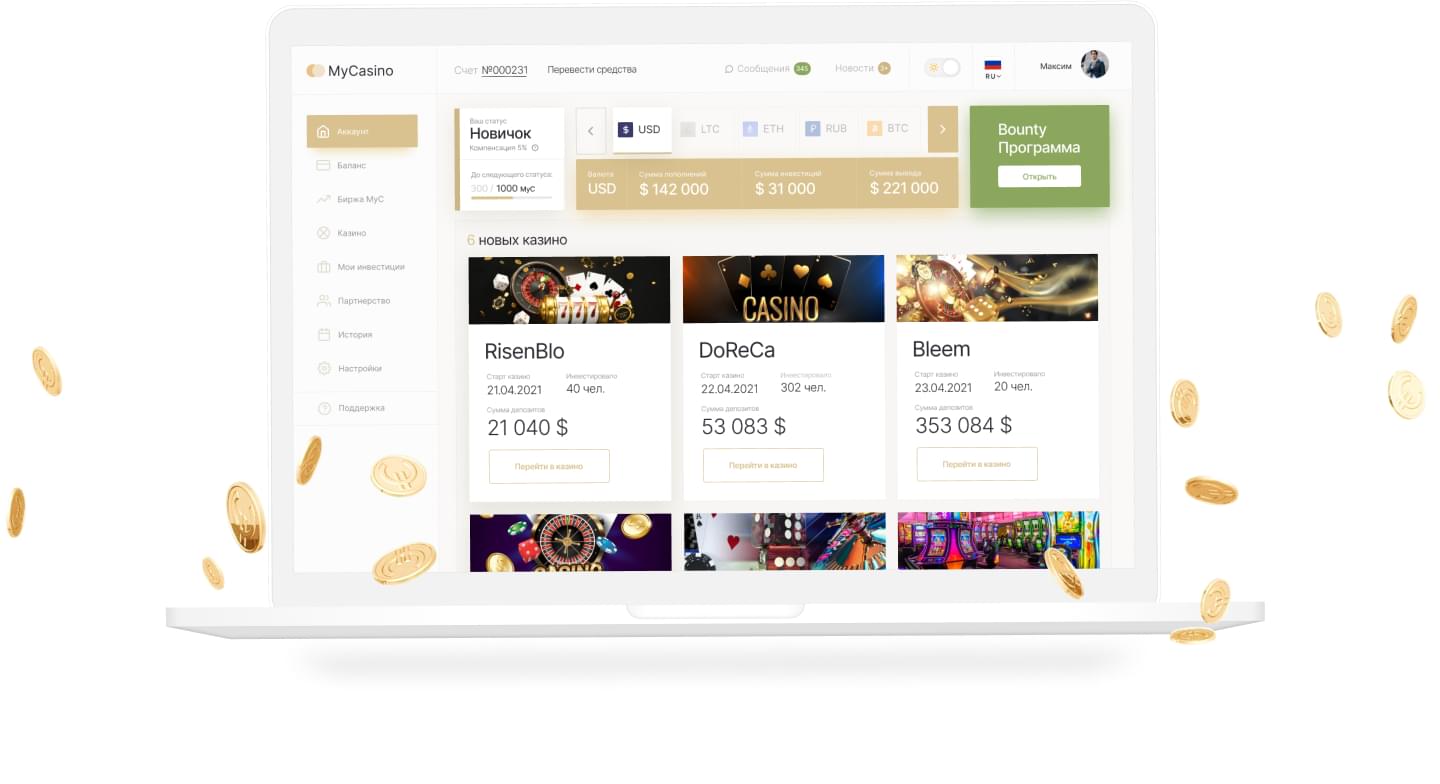 MyCasino
Счет №000231
Перевести средства
Сообщения 345
Новости 3+
RU
Максим
Аккаунт
Баланс
Биржа МуС
Казино
Мои инвестиции
Партнерство
История
Настройки
Поддержка
Ваш статус
Новичок
Компенсация 5%
До следующего статуса:
300 / 1000 мус
USD
LTC
ETH
RUB
BTC
Валюта
USD
Сумма пополнений
$ 142 000
Сумма инвестиций
$ 31 000
Сумма вывода
$ 221 000
Bounty
Программа
Открыть
6 новых казино
CASINO
RisenBlo
Старт казино
21.04.2021
Инвестировало
40 чел.
Сумма депозитов
21 040 $
Перейти в казино
DoReCa
Старт казино
22.04.2021
Инвестировало
302 чел.
Сумма депозитов
53 083 $
Перейти в казино
Bleem
Старт казино
23.04.2021
Инвестировало
20 чел.
Сумма депозитов
353 084 $
Перейти в казино
CASINO